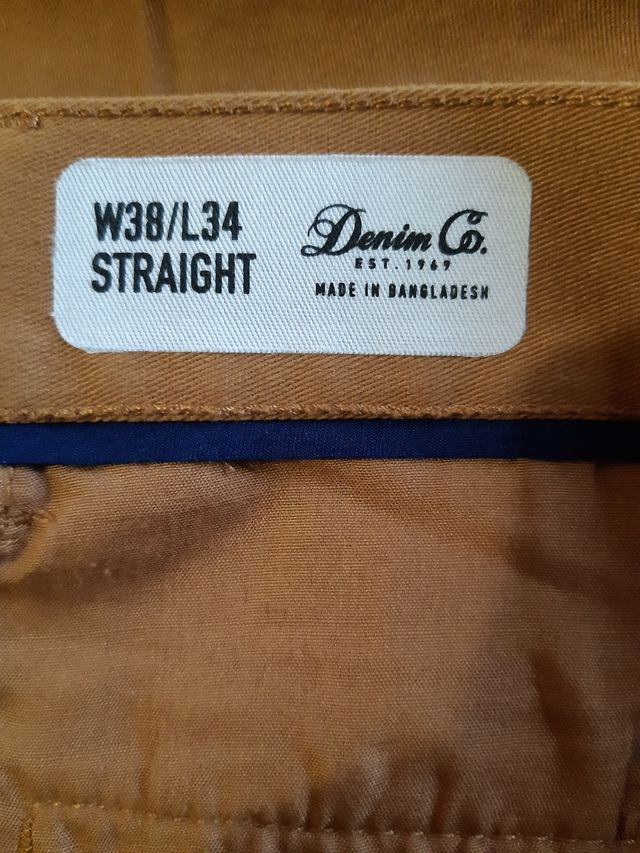 W38/L34
STRAIGHT
Denim Co.
EST. 1969
MADE IN BANGLADESH